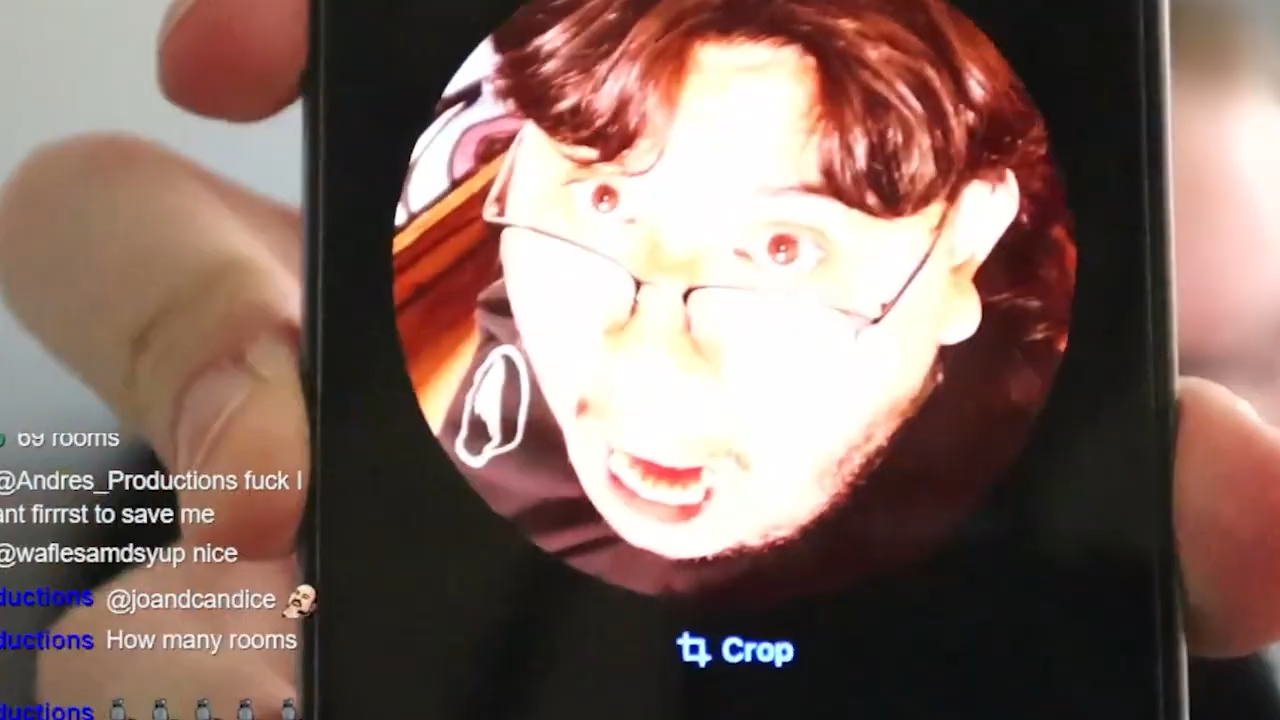 69 rooms
@Andres_Productions fuck I
ant firrrst to save me
@waflesamdsyup nice
ductions @joandcandice
ductions How many rooms
ductions
Crop